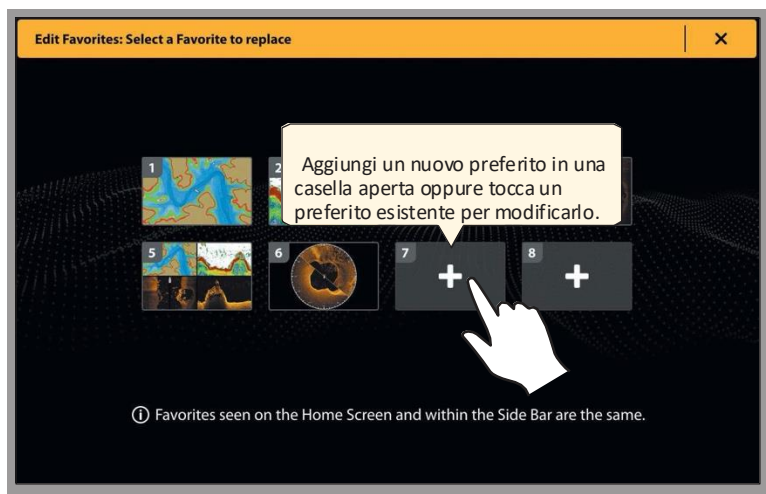 Edit Favorites: Select a Favorite to replace
1
2
Aggiungi un nuovo preferito in una
casella aperta oppure tocca un
preferito esistente per modificarlo.
5
6
7
8
Favorites seen on the Home Screen and within the Side Bar are the same.